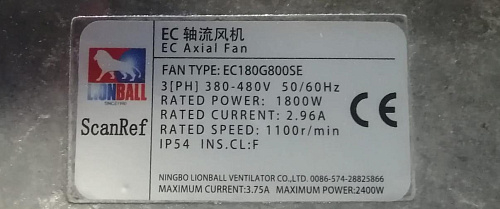 EC 轴流风机
EC Axial Fan
LIONBALL
SINCE1990
ScanRef
FAN TYPE: EC180G800SE
3[PH] 380-480V 50/60Hz
RATED POWER: 1800W
RATED CURRENT: 2.96A
RATED SPEED: 1100r/min
IP54 INS.CL:F
CE
NINGBO LIONBALL VENTILATOR CO.,LTD. 0086-574-28825866
MAXIMUM CURRENT:3.75A MAXIMUM POWER:2400W